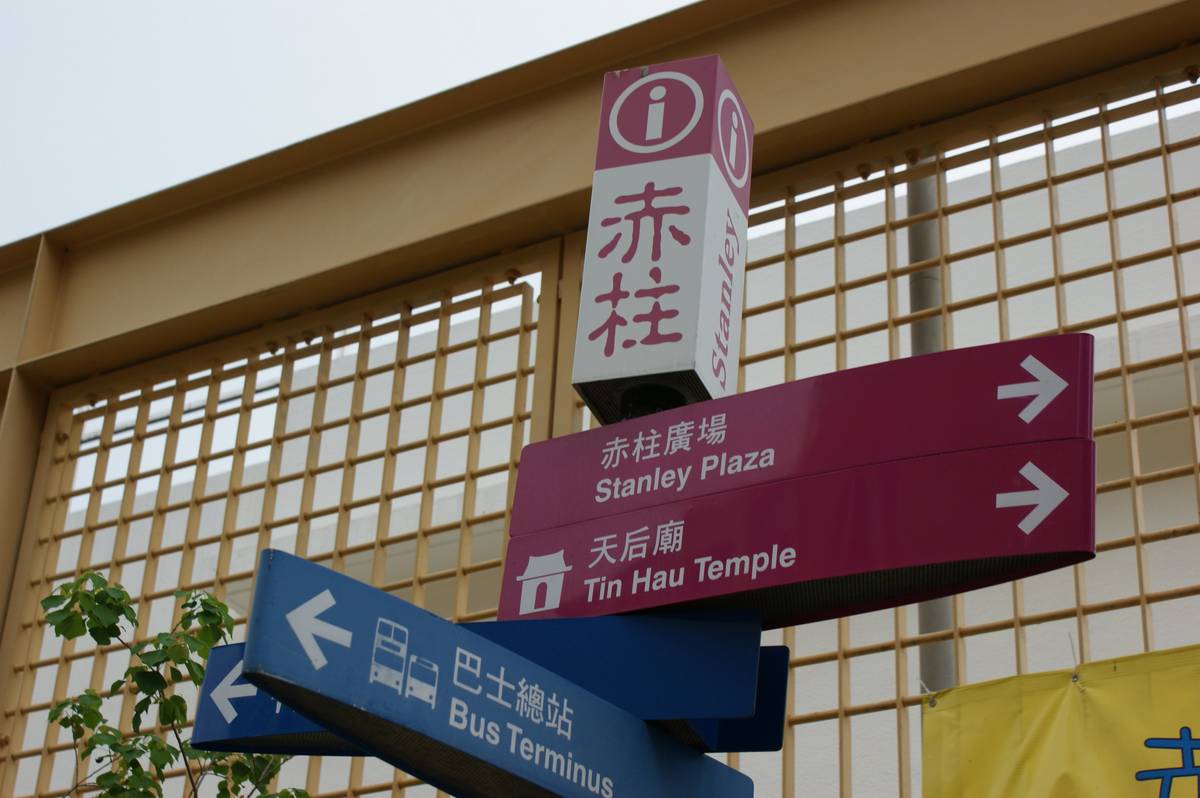 i
i
赤柱
Stanley
赤柱廣場
Stanley Plaza
天后廟
Tin Hau Temple
巴士總站
Bus Terminus